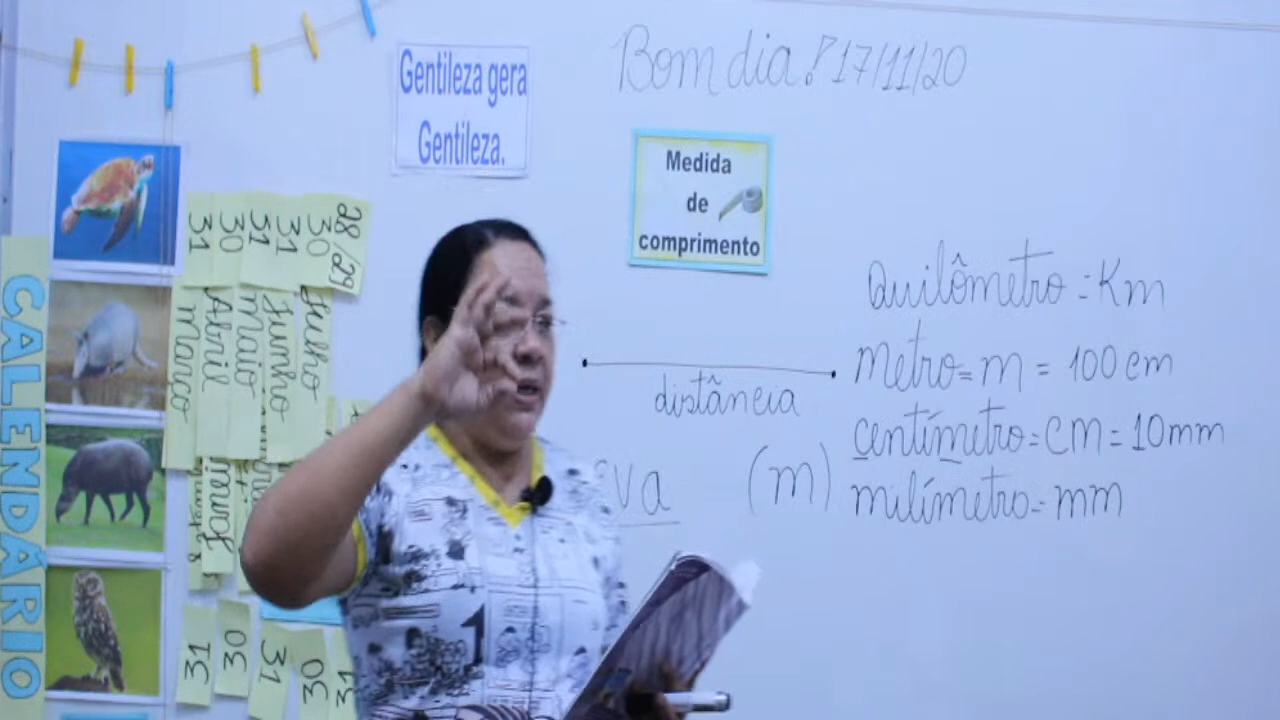 Bom dia! 17/11/20
Gentileza gera
Gentileza.
Medida
de
comprimento
Quilômetro = Km
metro = m = 100 cm
centímetro = cm = 10 mm
milímetro = mm
distância
(m)
CALENDÁRIO
31
30
31
31
30
28/29
Março
Abril
maio
Junho
Julho
31
30
31
30
31
1